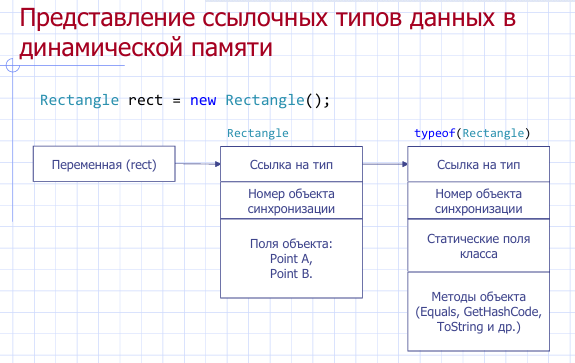 Представление ссылочных типов данных в
динамической памяти
Rectangle rect = new Rectangle();
Rectangle
typeof(Rectangle)
Переменная (rect)
Ссылка на тип
Номер объекта
синхронизации
Поля объекта:
Point A,
Point B.
Ссылка на тип
Номер объекта
синхронизации
Статические поля
класса
Методы объекта
(Equals, GetHashCode,
ToString и др.)